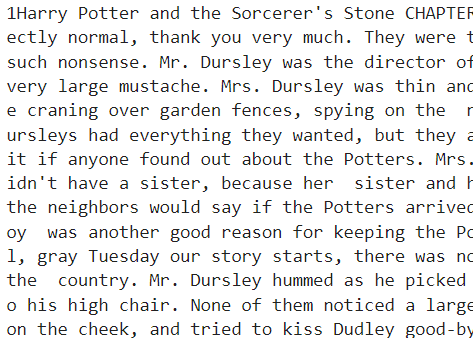 1Harry Potter and the Sorcerer's Stone CHAPTER
ectly normal, thank you very much. They were t
such nonsense. Mr. Dursley was the director of
very large mustache. Mrs. Dursley was thin and
e craning over garden fences, spying on the  n
ursleys had everything they wanted, but they a
it if anyone found out about the Potters. Mrs.
idn't have a sister, because her  sister and h
the neighbors would say if the Potters arrived
oy  was another good reason for keeping the Po
l, gray Tuesday our story starts, there was no
the  country. Mr. Dursley hummed as he picked
o his high chair. None of them noticed a large
on the cheek, and tried to kiss Dudley good-by